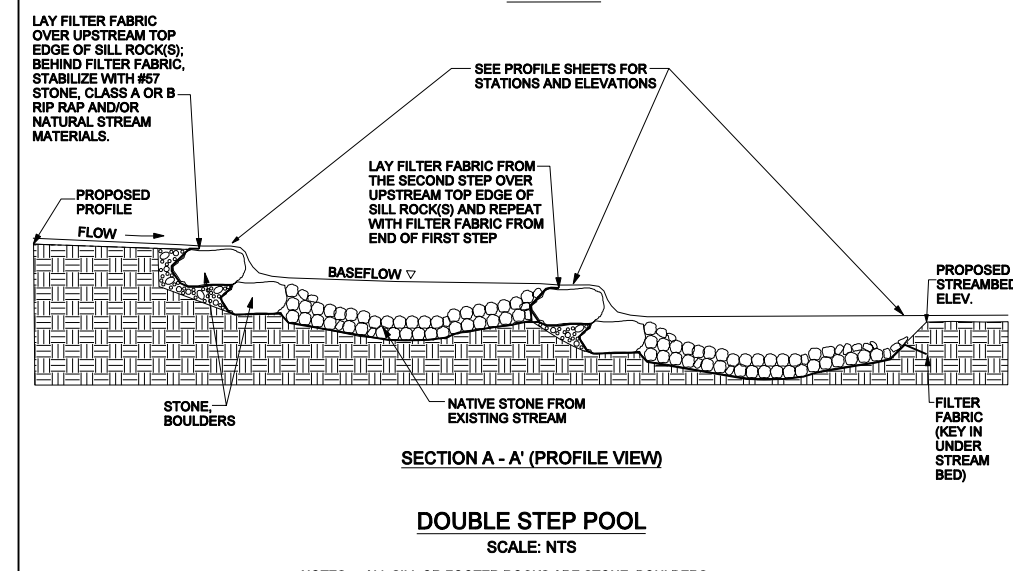 LAY FILTER FABRIC
OVER UPSTREAM TOP
EDGE OF SILL ROCK(S);
BEHIND FILTER FABRIC,
STABILIZE WITH #57
STONE, CLASS A OR B
RIP RAP AND/OR
NATURAL STREAM
MATERIALS.
SEE PROFILE SHEETS FOR
STATIONS AND ELEVATIONS
LAY FILTER FABRIC FROM
THE SECOND STEP OVER
UPSTREAM TOP EDGE OF
SILL ROCK(S) AND REPEAT
WITH FILTER FABRIC FROM
END OF FIRST STEP
PROPOSED
PROFILE
FLOW
BASEFLOW
PROPOSED
STREAMBED
ELEV.
STONE,
BOULDERS
NATIVE STONE FROM
EXISTING STREAM
FILTER
FABRIC
(KEY IN
UNDER
STREAM
BED)
SECTION A - A' (PROFILE VIEW)
DOUBLE STEP POOL
SCALE: NTS